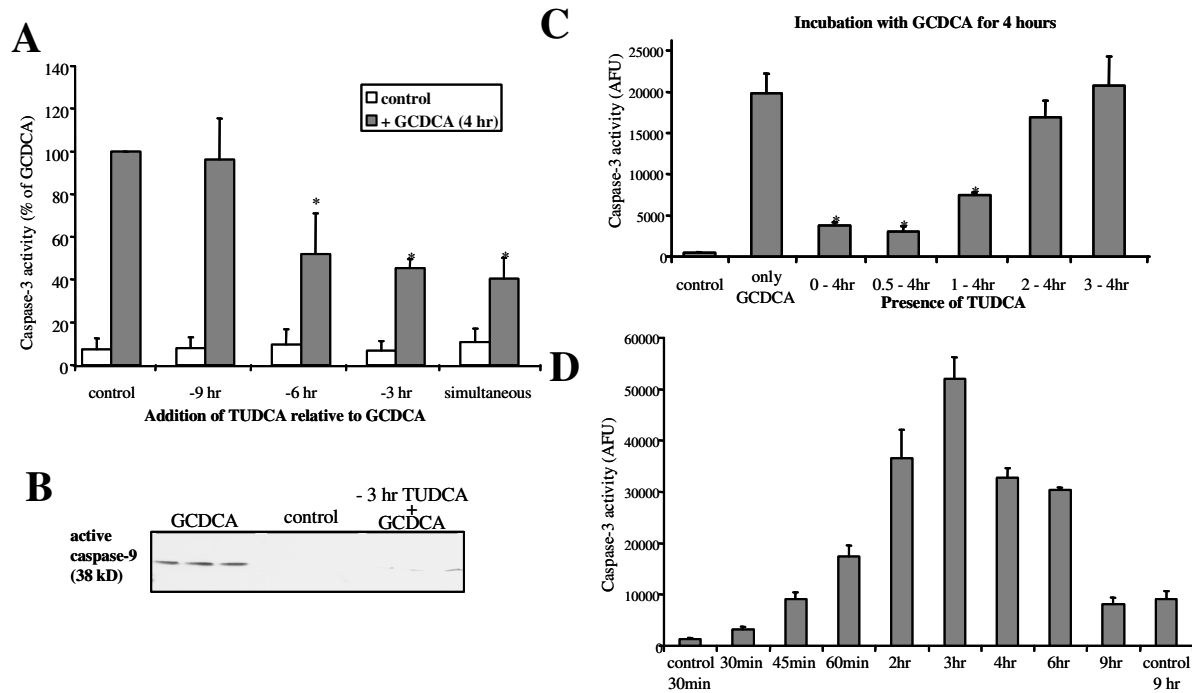 A
Caspase-3 activity (% of GCDCA)
140
120
100
80
60
40
20
0
control
+ GCDCA (4 hr)
*
*
*
control
-9 hr
-6 hr
-3 hr
simultaneous
Addition of TUDCA relative to GCDCA
B
GCDCA
control
- 3 hr TUDCA
+
GCDCA
active
caspase-9
(38 kD)
C
Incubation with GCDCA for 4 hours
Caspase-3 activity (AFU)
25000
20000
15000
10000
5000
0
*
*
*
control
only
GCDCA
0 - 4hr
0.5 - 4hr
1 - 4hr
2 - 4hr
3 - 4hr
Presence of TUDCA
D
Caspase-3 activity (AFU)
60000
50000
40000
30000
20000
10000
0
control
30min
30min
45min
60min
2hr
3hr
4hr
6hr
9hr
control
9 hr